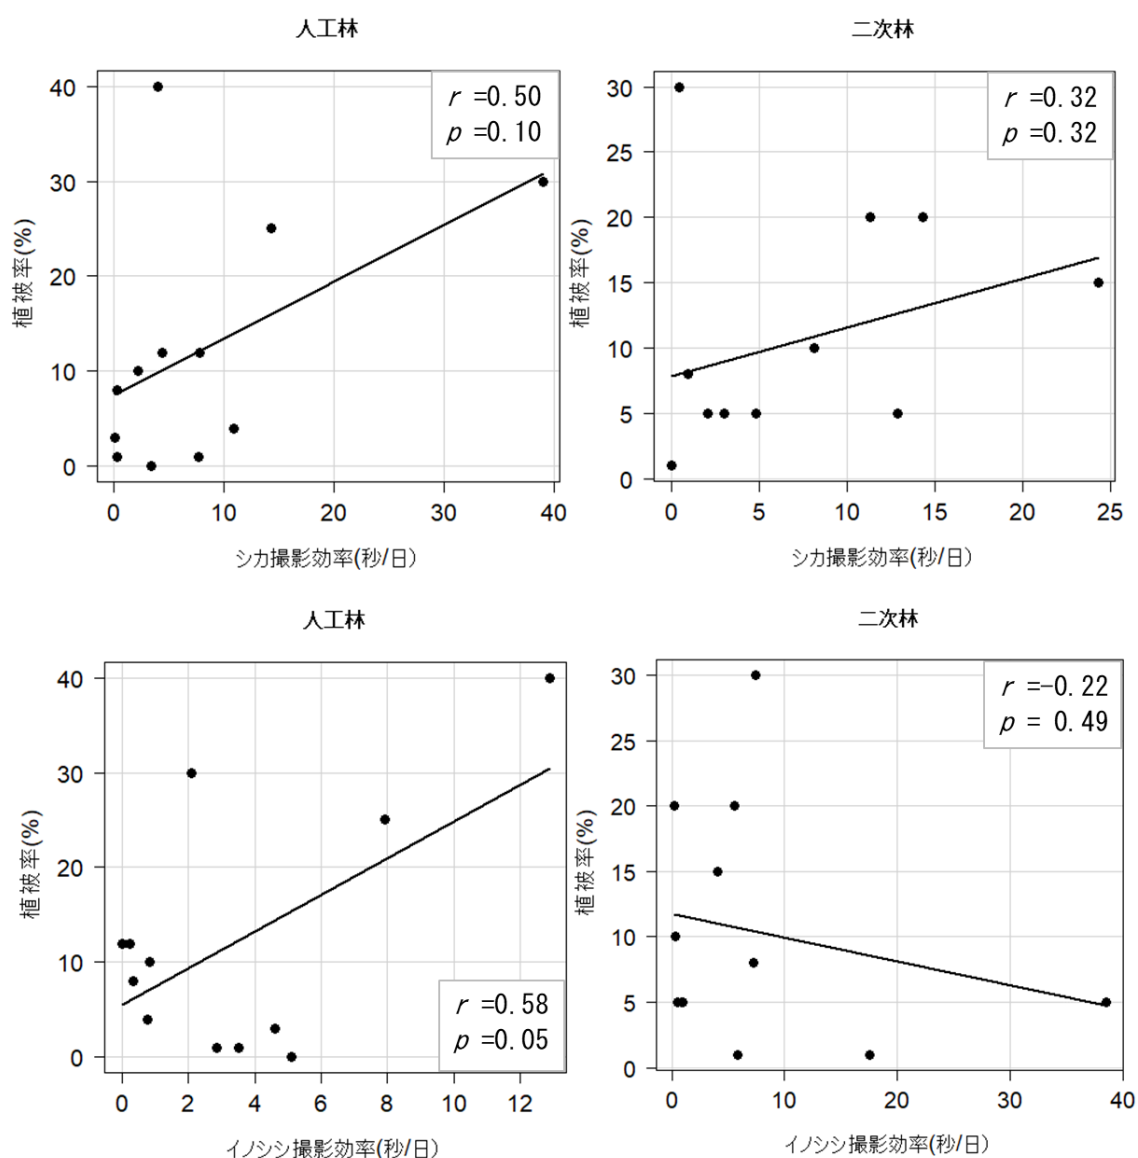 人工林
r =0.50
p =0.10
40
30
20
10
0
植被率(%)
0 10 20 30 40
シカ撮影効率(秒/日)
二次林
r =0.32
p =0.32
30
25
20
15
10
5
0
植被率(%)
0 5 10 15 20 25
シカ撮影効率(秒/日)
人工林
40
30
20
10
0
植被率(%)
r =0.58
p =0.05
0 2 4 6 8 10 12
イノシシ撮影効率(秒/日)
二次林
r =-0.22
p = 0.49
30
25
20
15
10
5
0
植被率(%)
0 10 20 30 40
イノシシ撮影効率(秒/日)